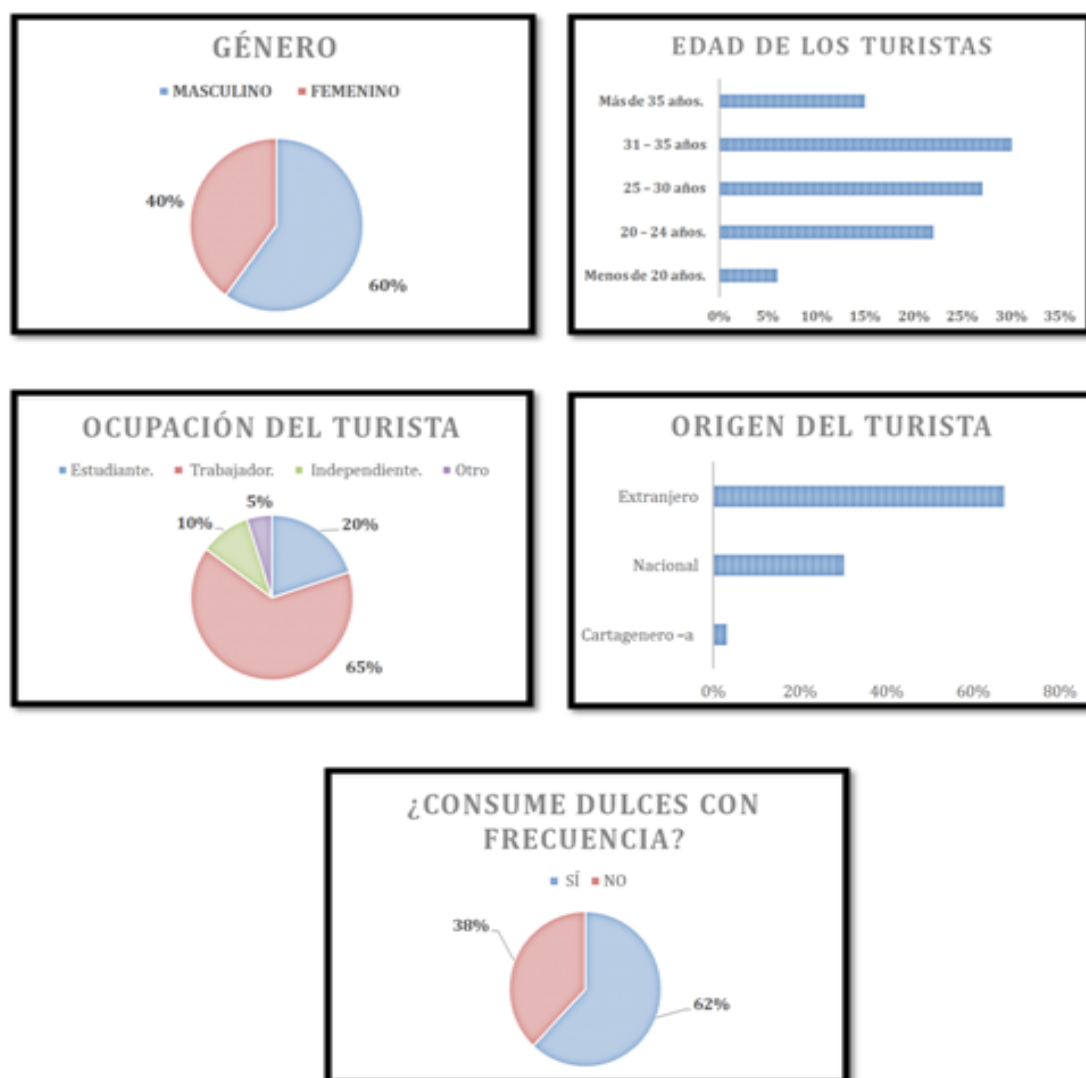 GÉNERO
MASCULINO FEMENINO
40%
60%
EDAD DE LOS TURISTAS
Más de 35 años.
31 – 35 años
25 – 30 años
20 – 24 años.
Menos de 20 años.
0% 5% 10% 15% 20% 25% 30% 35%
OCUPACIÓN DEL TURISTA
Estudiante. Trabajador. Independiente. Otro
5%
10%
20%
65%
ORIGEN DEL TURISTA
Extranjero
Nacional
Cartagenero –a
0% 20% 40% 60% 80%
¿CONSUME DULCES CON
FRECUENCIA?
SÍ NO
38%
62%